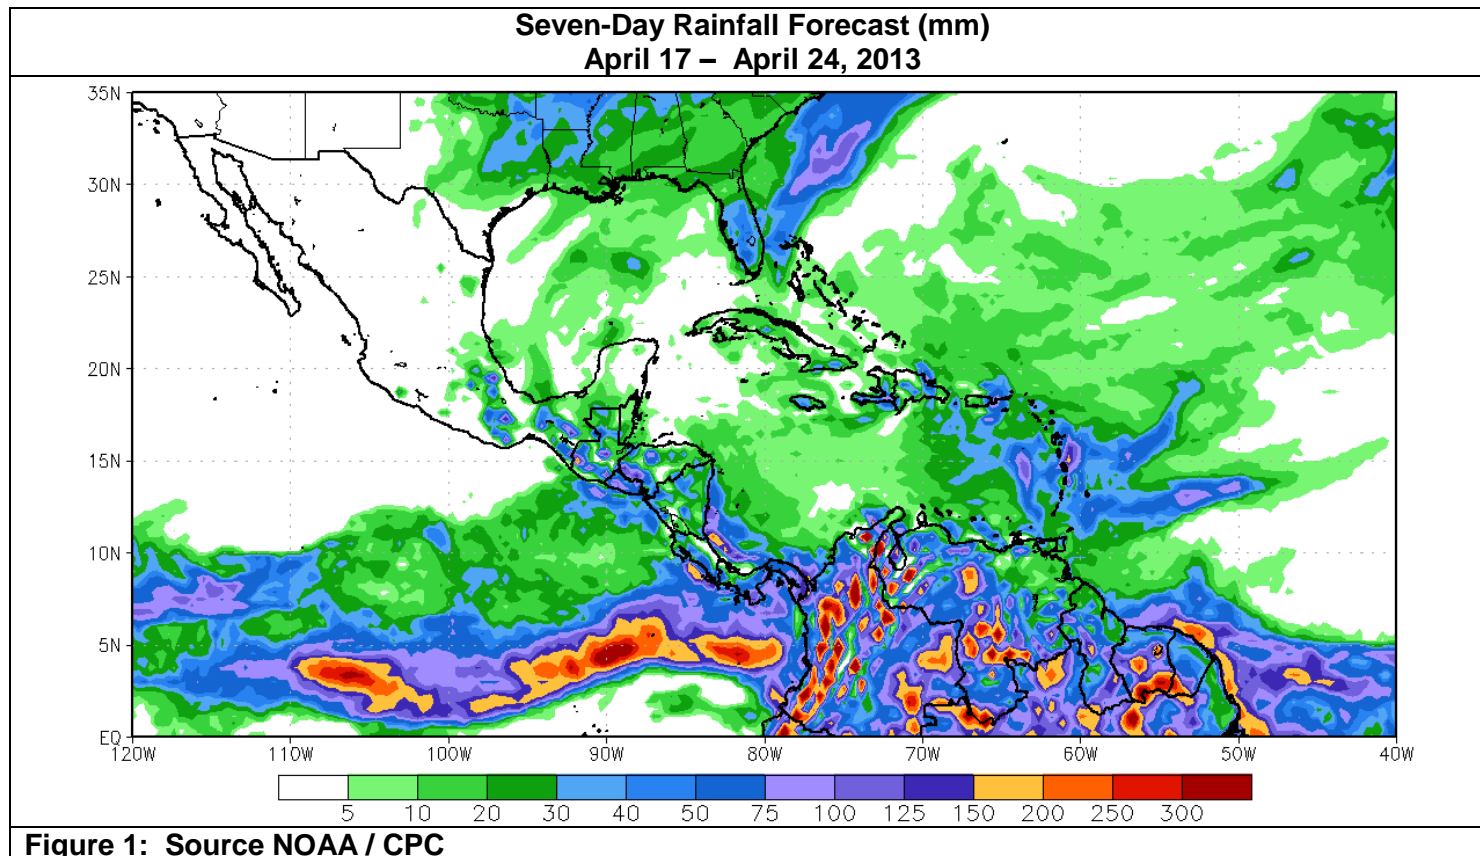 Seven-Day Rainfall Forecast (mm)
April 17 – April 24, 2013
35N
30N
25N
20N
15N
10N
5N
EQ
120W 110W 100W 90W 80W 70W 60W 50W 40W
5 10 20 30 40 50 75 100 125 150 200 250 300
Figure 1: Source NOAA / CPC